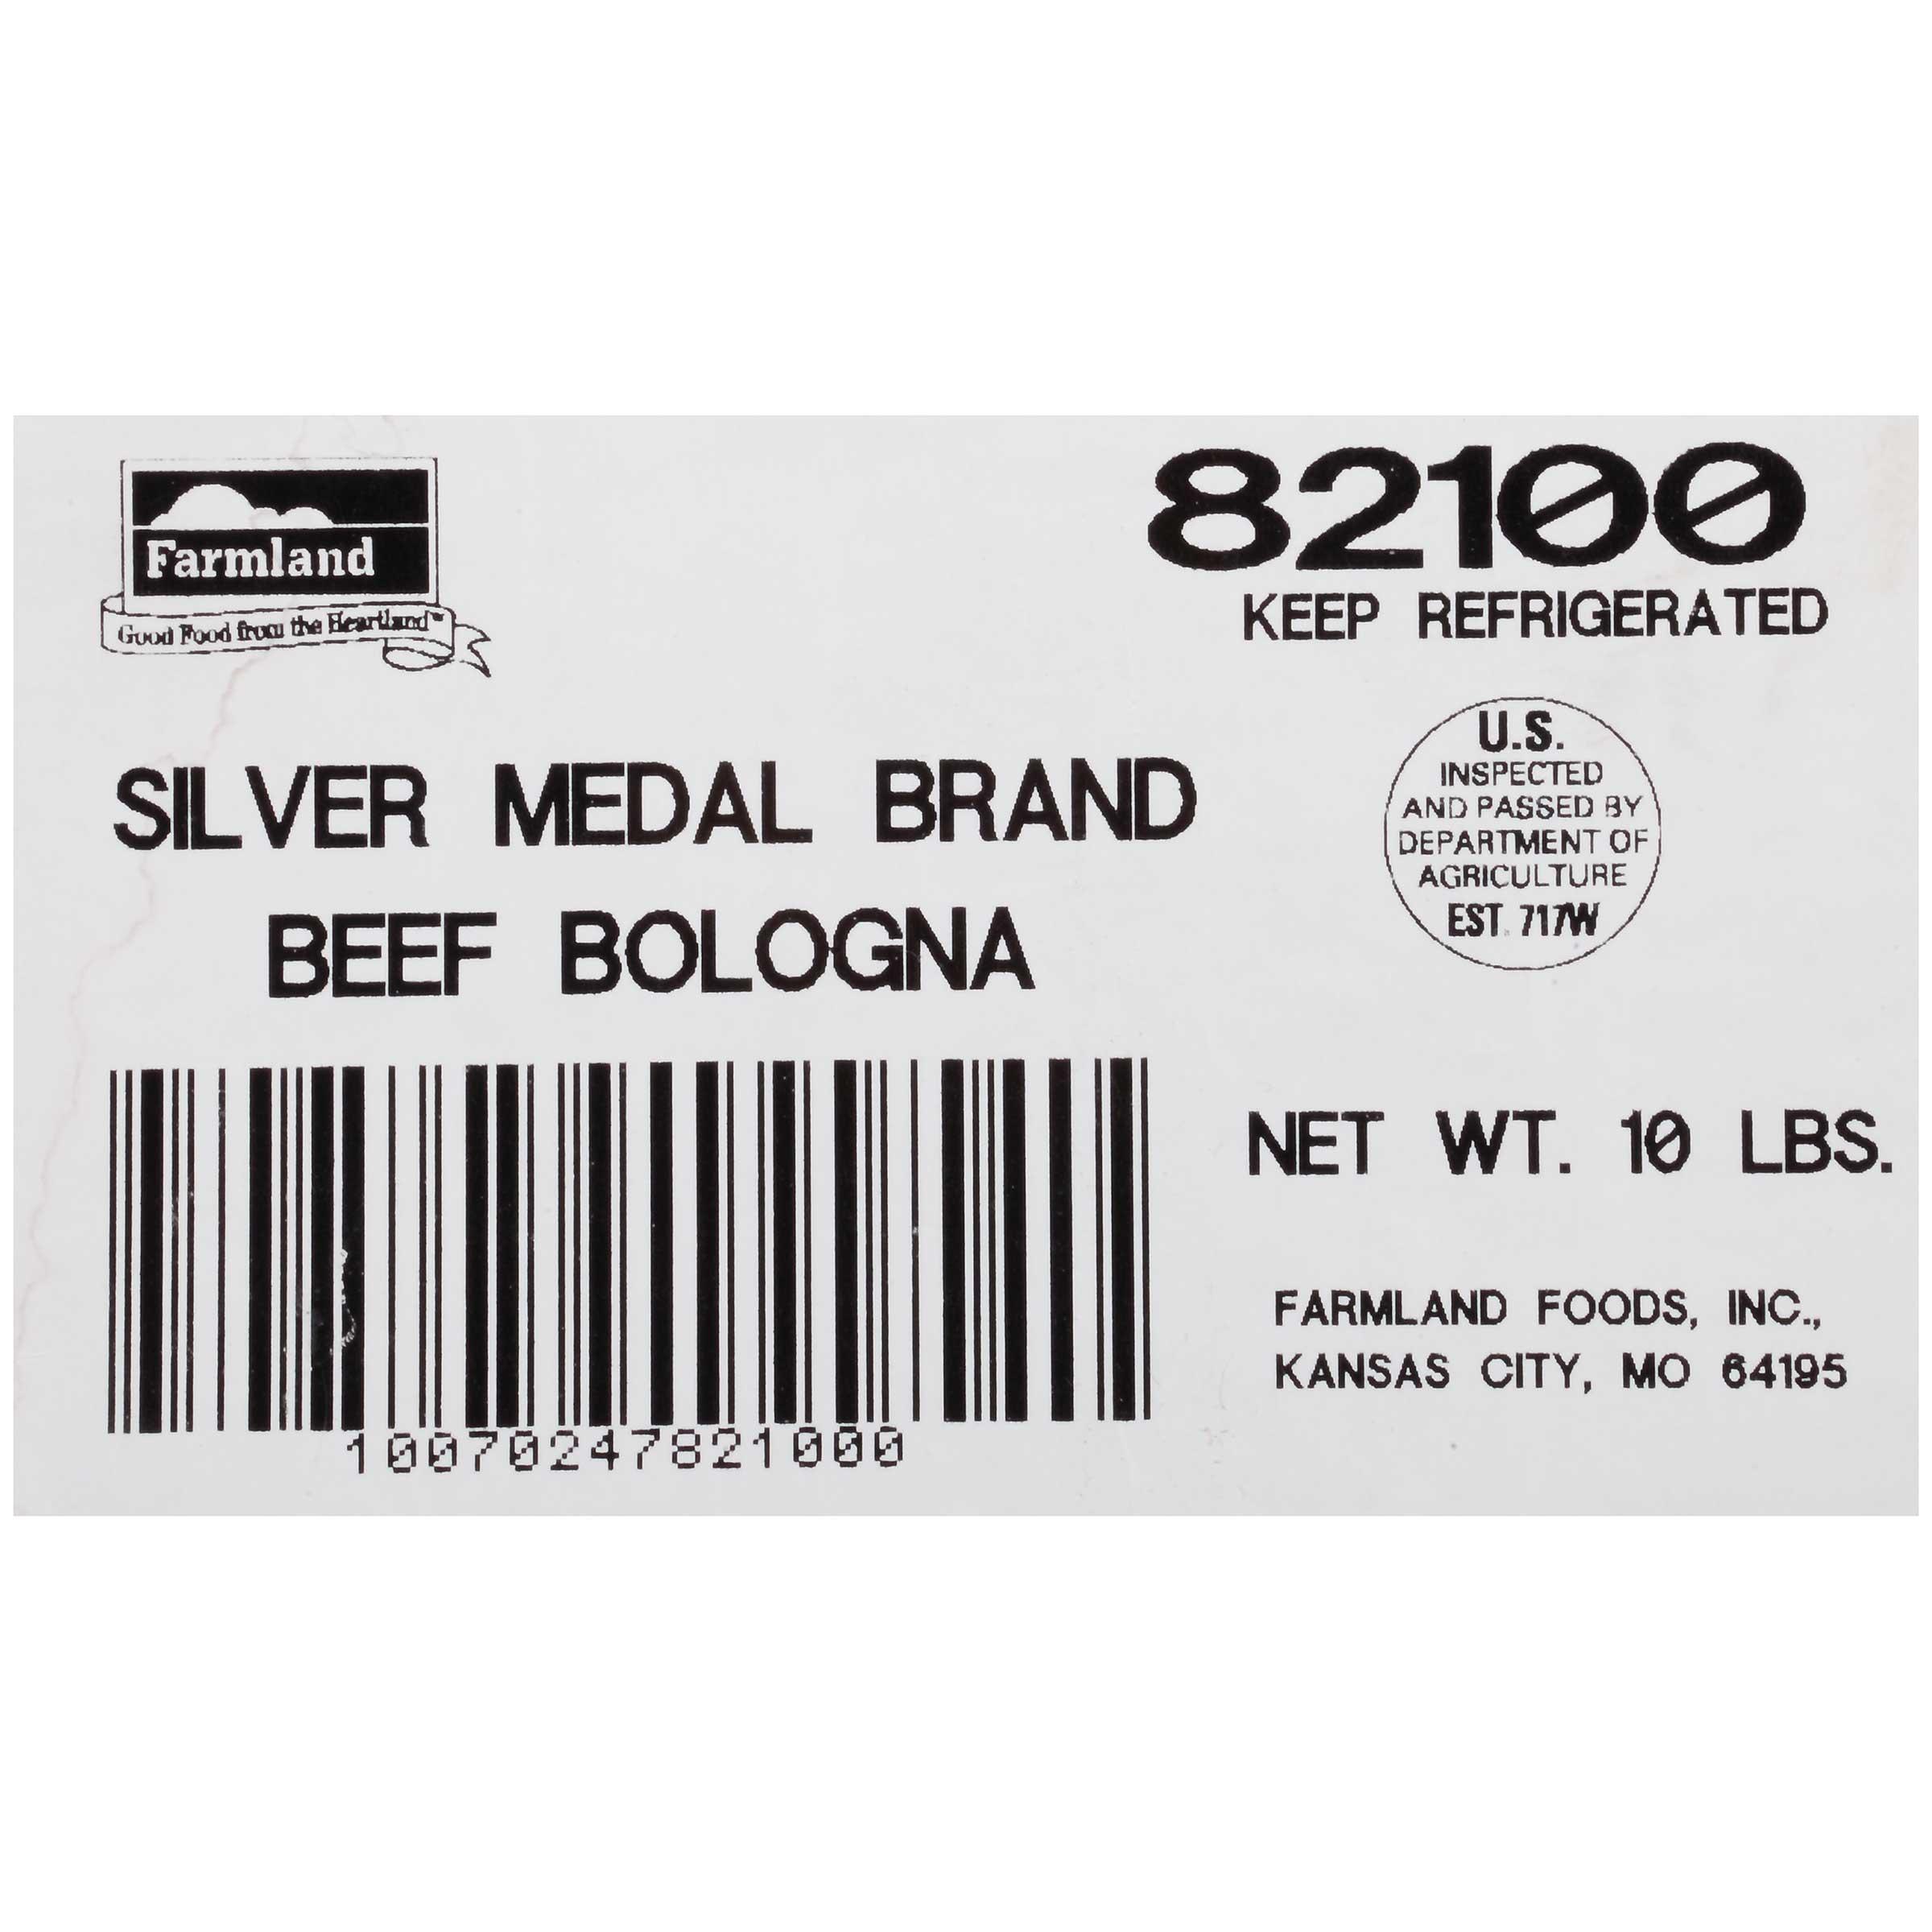 Farmland
Good Food from the Heartland™
82100
KEEP REFRIGERATED
SILVER MEDAL BRAND
BEEF BOLOGNA
U.S.
INSPECTED
AND PASSED BY
DEPARTMENT OF
AGRICULTURE
EST. 717W
10070247821000
NET WT. 10 LBS.
FARMLAND FOODS, INC.,
KANSAS CITY, MO 64195